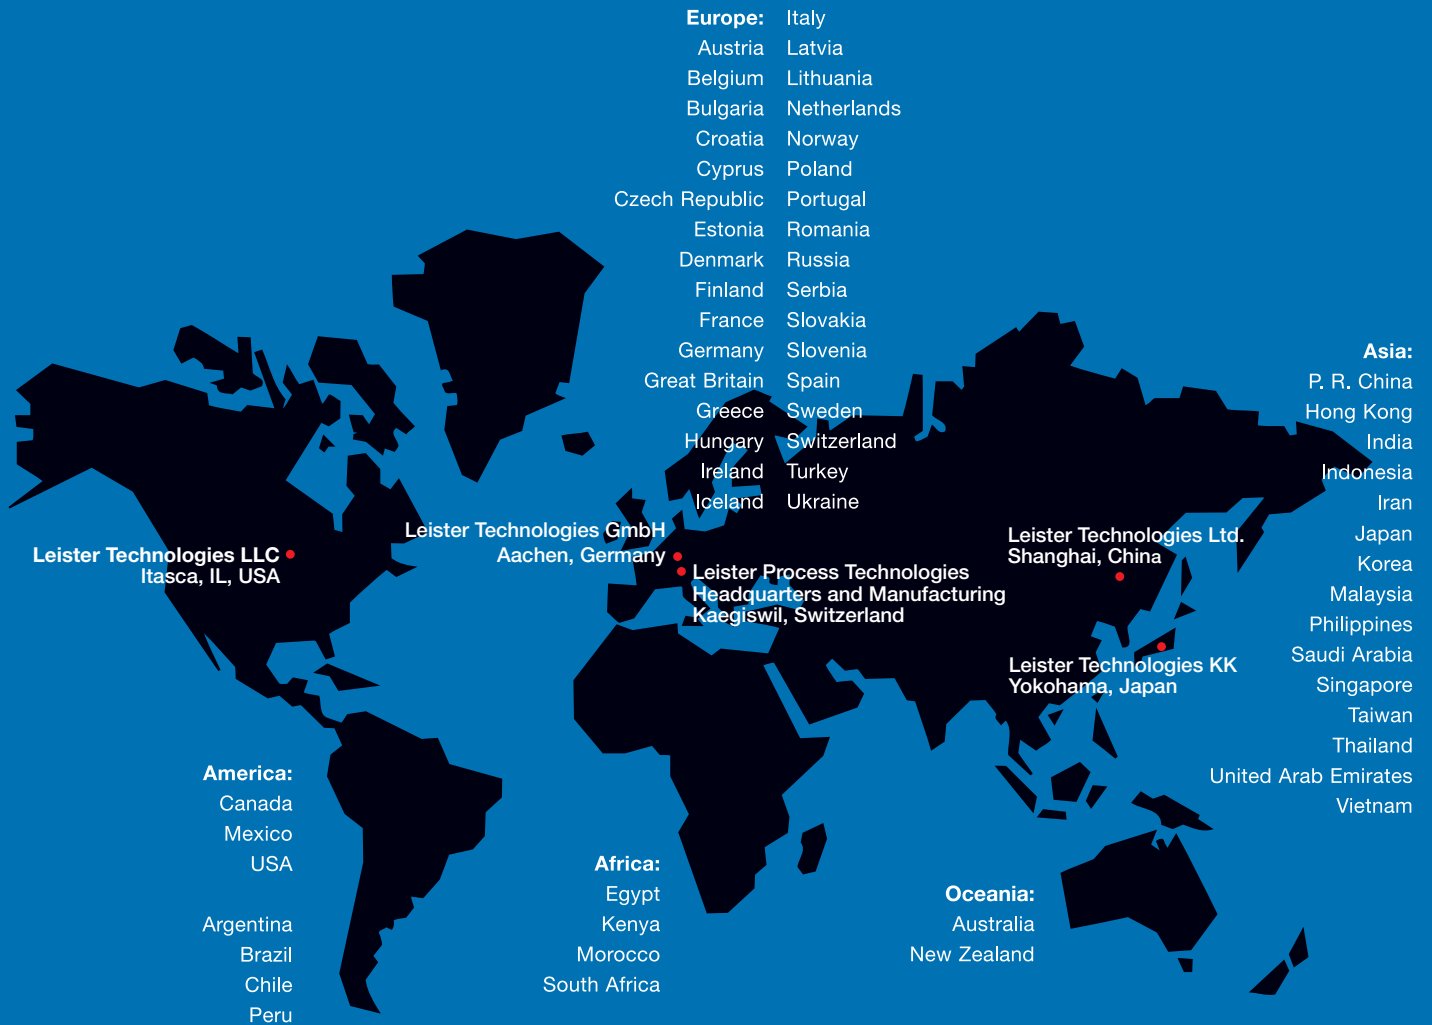 Europe:
Austria
Belgium
Bulgaria
Croatia
Cyprus
Czech Republic
Estonia
Denmark
Finland
France
Germany
Great Britain
Greece
Hungary
Ireland
Iceland
Italy
Latvia
Lithuania
Netherlands
Norway
Poland
Portugal
Romania
Russia
Serbia
Slovakia
Slovenia
Spain
Sweden
Switzerland
Turkey
Ukraine
Asia:
P. R. China
Hong Kong
India
Indonesia
Iran
Japan
Korea
Malaysia
Philippines
Saudi Arabia
Singapore
Taiwan
Thailand
United Arab Emirates
Vietnam
Leister Technologies LLC
Itasca, IL, USA
Leister Technologies GmbH
Aachen, Germany
Leister Process Technologies
Headquarters and Manufacturing
Kaegiswil, Switzerland
Leister Technologies Ltd.
Shanghai, China
Leister Technologies KK
Yokohama, Japan
America:
Canada
Mexico
USA
Argentina
Brazil
Chile
Peru
Africa:
Egypt
Kenya
Morocco
South Africa
Oceania:
Australia
New Zealand